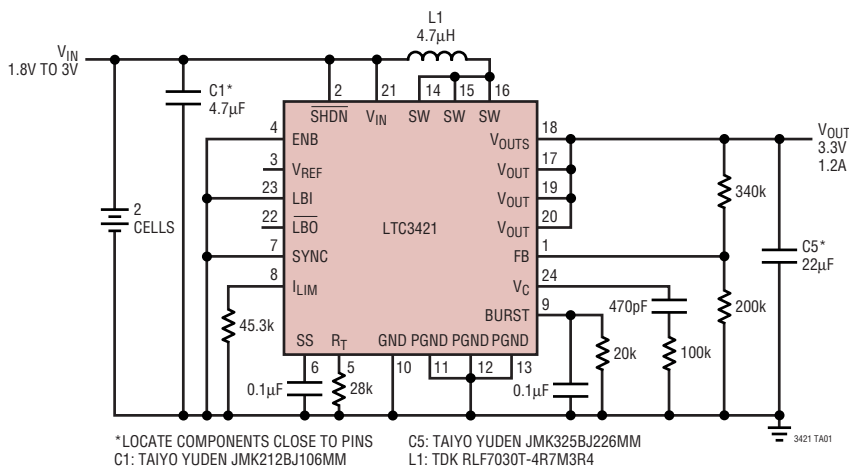 L1
4.7µH
VIN
1.8V TO 3V
C1*
4.7µF
2
21
14
15
16
SHDN
VIN
SW
SW
SW
4
ENB
VOUTS
18
3
VREF
VOUT
17
23
LBI
VOUT
19
22
LBO
VOUT
20
LTC3421
7
SYNC
FB
1
8
ILIM
VC
24
BURST
9
SS
RT
GND
PGND
PGND
PGND
6
5
10
11
12
13
2
CELLS
45.3k
0.1µF
28k
0.1µF
20k
470pF
100k
340k
200k
C5*
22µF
VOUT
3.3V
1.2A
3421 TA01
*LOCATE COMPONENTS CLOSE TO PINS
C1: TAIYO YUDEN JMK212BJ106MM
C5: TAIYO YUDEN JMK325BJ226MM
L1: TDK RLF7030T-4R7M3R4